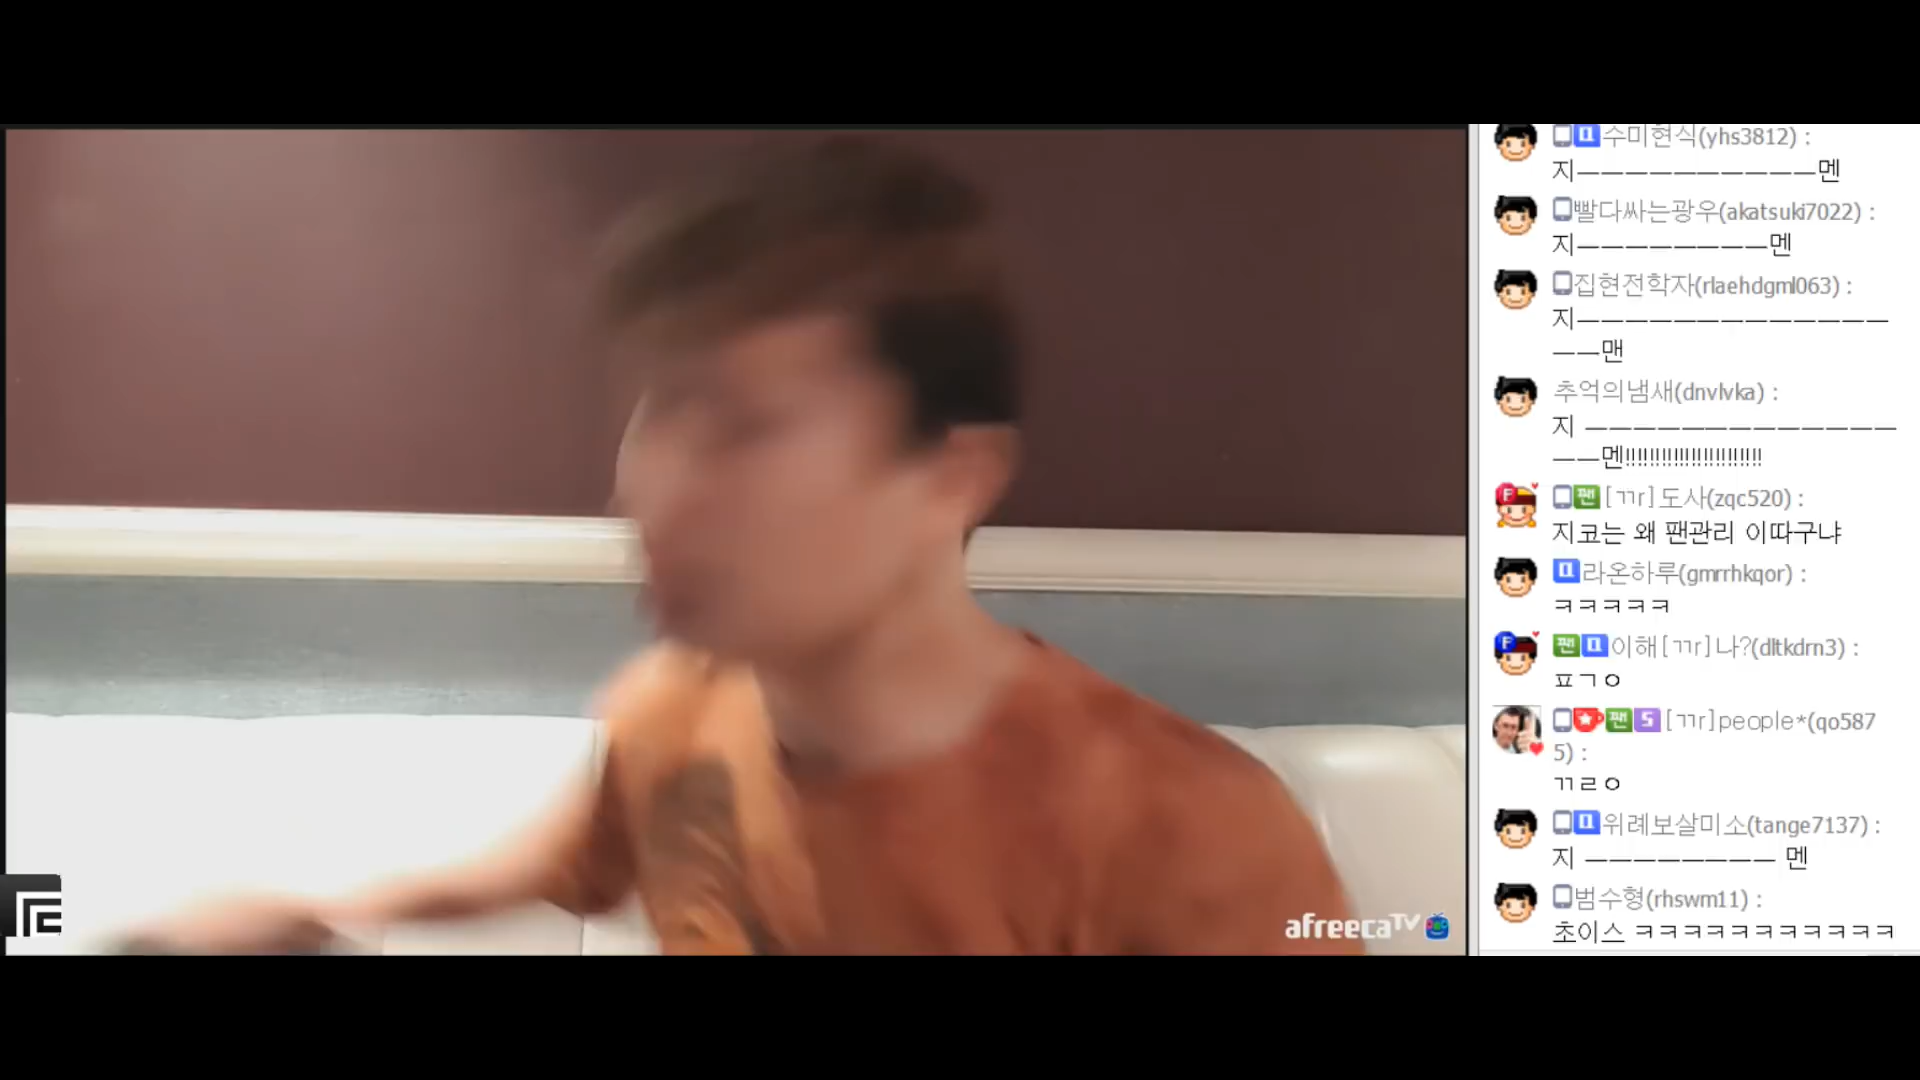 수미현식(yhs3812) :
지——————————멘
빨다싸는광우(akatsuki7022) :
지————————멘
집현전학자(rlaehdgml063) :
지—————————————
——맨
추억의냄새(dnvlvka) :
지 —————————————
——멘!!!!!!!!!!!!!!!!!!!!!!!
팬 [ㄲr]도사(zqc520) :
지코는 왜 팬관리 이따구냐
라온하루(gmrrhkqor) :
ㅋㅋㅋㅋㅋ
팬 이해[ㄲr]나?(dltkdrn3) :
ㅍㄱㅇ
팬 S [ㄲr]people*(qo587
5) :
ㄲㄹㅇ
위례보살미소(tange7137) :
지 ———————— 멘
범수형(rhswm11) :
초이스 ㅋㅋㅋㅋㅋㅋㅋㅋㅋㅋㅋ
afreecaTV